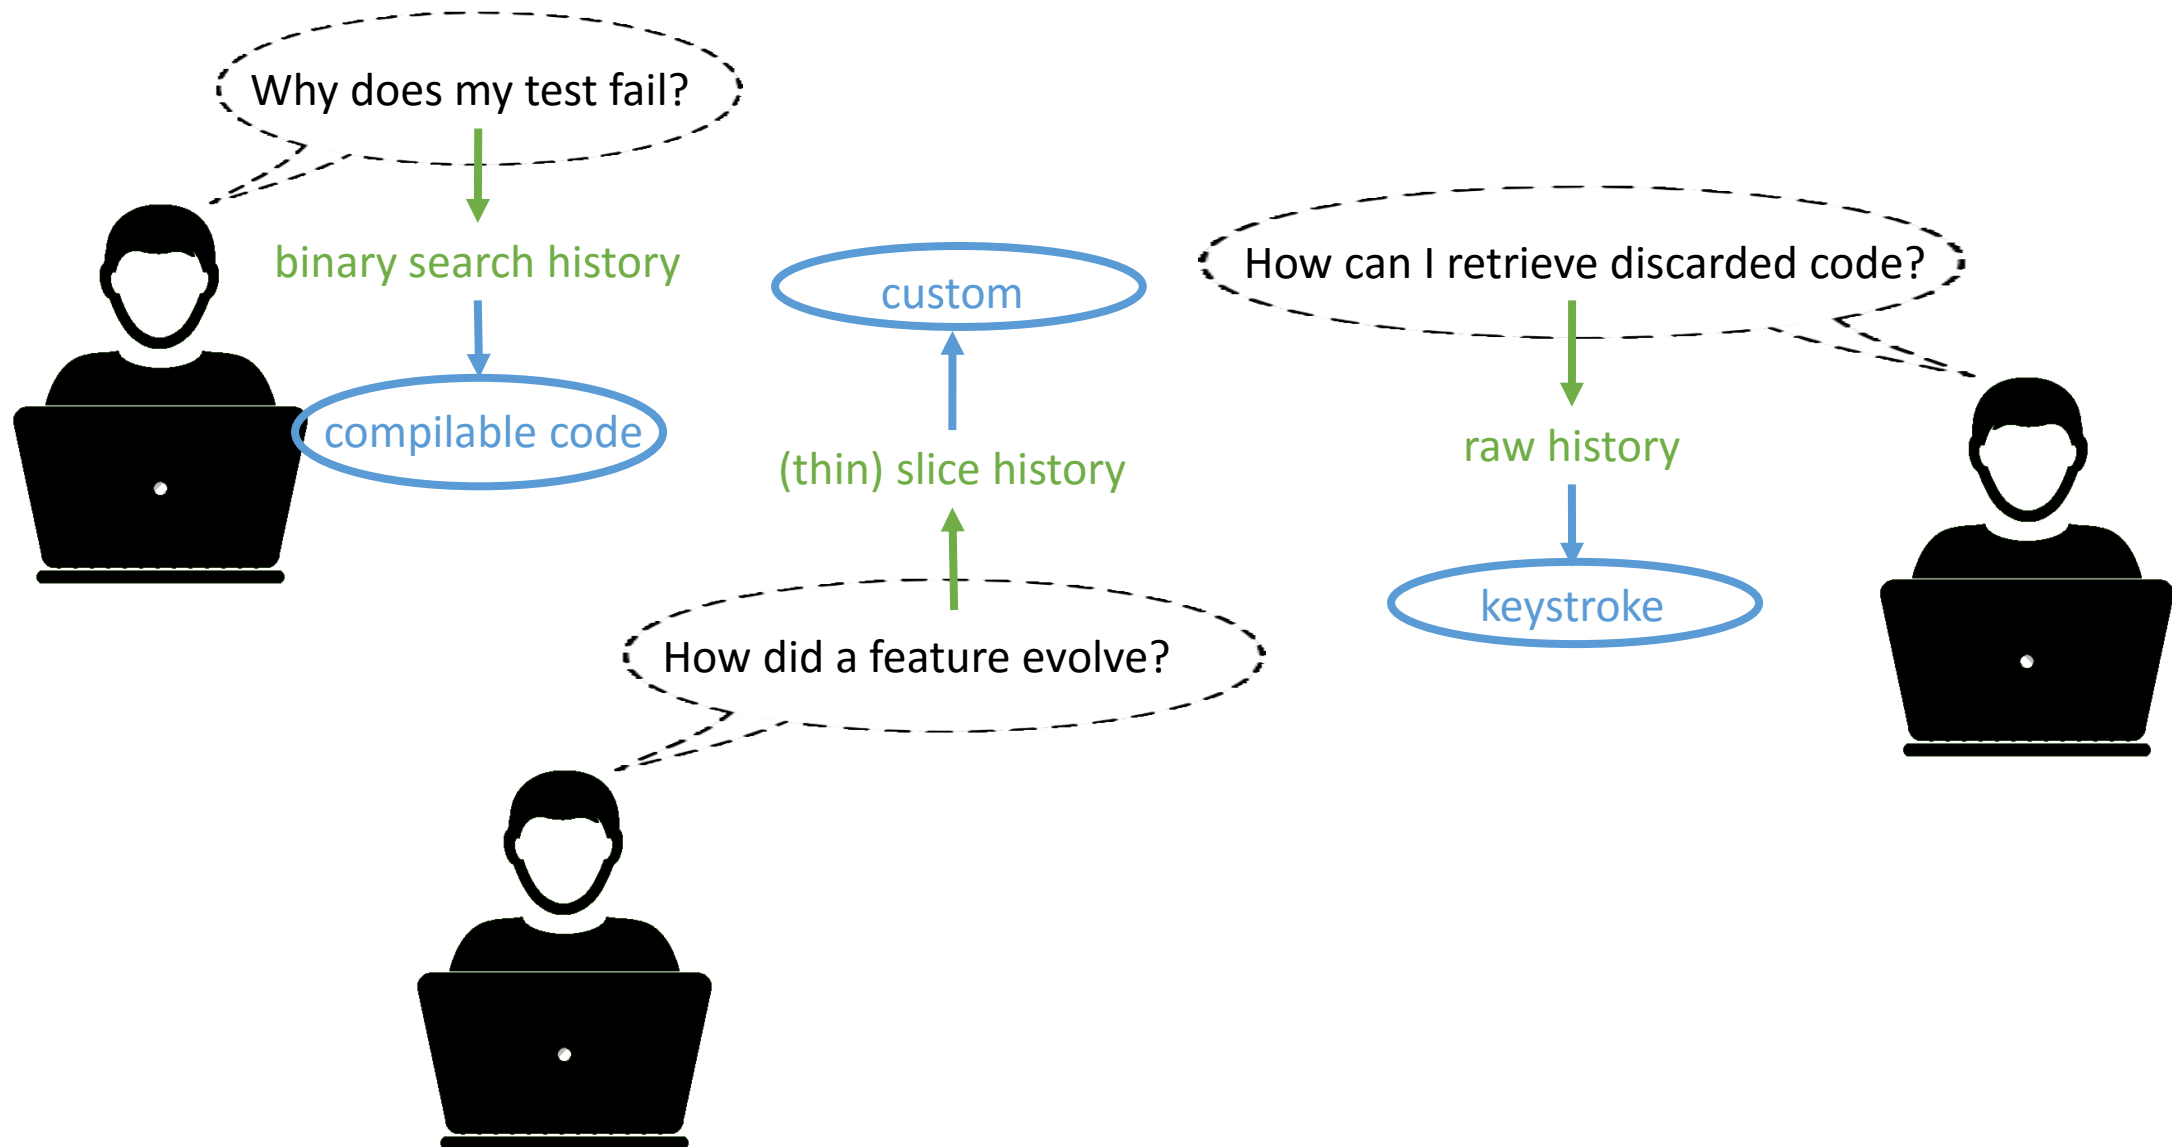 Why does my test fail?
binary search history
compilable code
custom
(thin) slice history
How did a feature evolve?
How can I retrieve discarded code?
raw history
keystroke